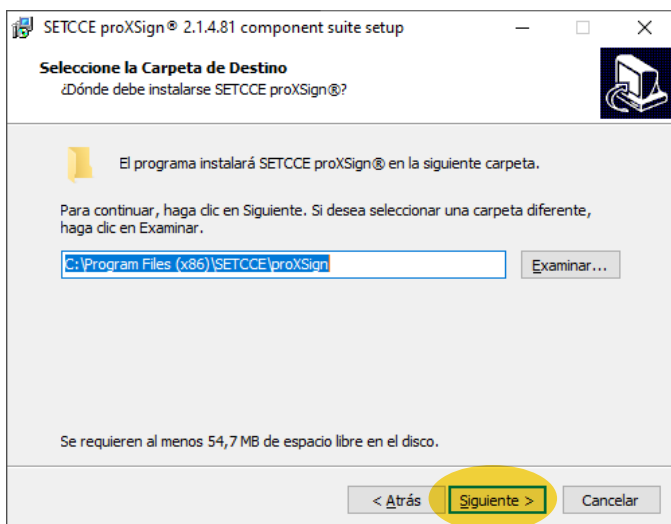 SETCCE proXSign® 2.1.4.81 component suite setup
Seleccione la Carpeta de Destino
¿Dónde debe instalarse SETCCE proXSign®?
El programa instalará SETCCE proXSign® en la siguiente carpeta.
Para continuar, haga clic en Siguiente. Si desea seleccionar una carpeta diferente,
haga clic en Examinar.
C:\Program Files (x86)\SETCCE\proXSign
Examinar...
Se requieren al menos 54,7 MB de espacio libre en el disco.
< Atrás
Siguiente >
Cancelar